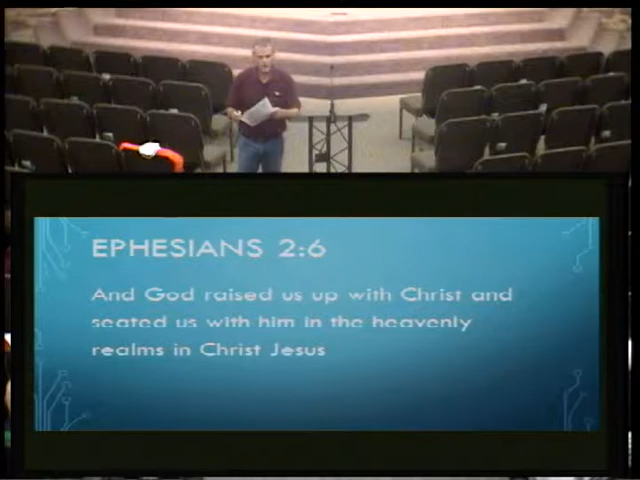 EPHESIANS 2:6
And God raised us up with Christ and
seated us with him in the heavenly
realms in Christ Jesus